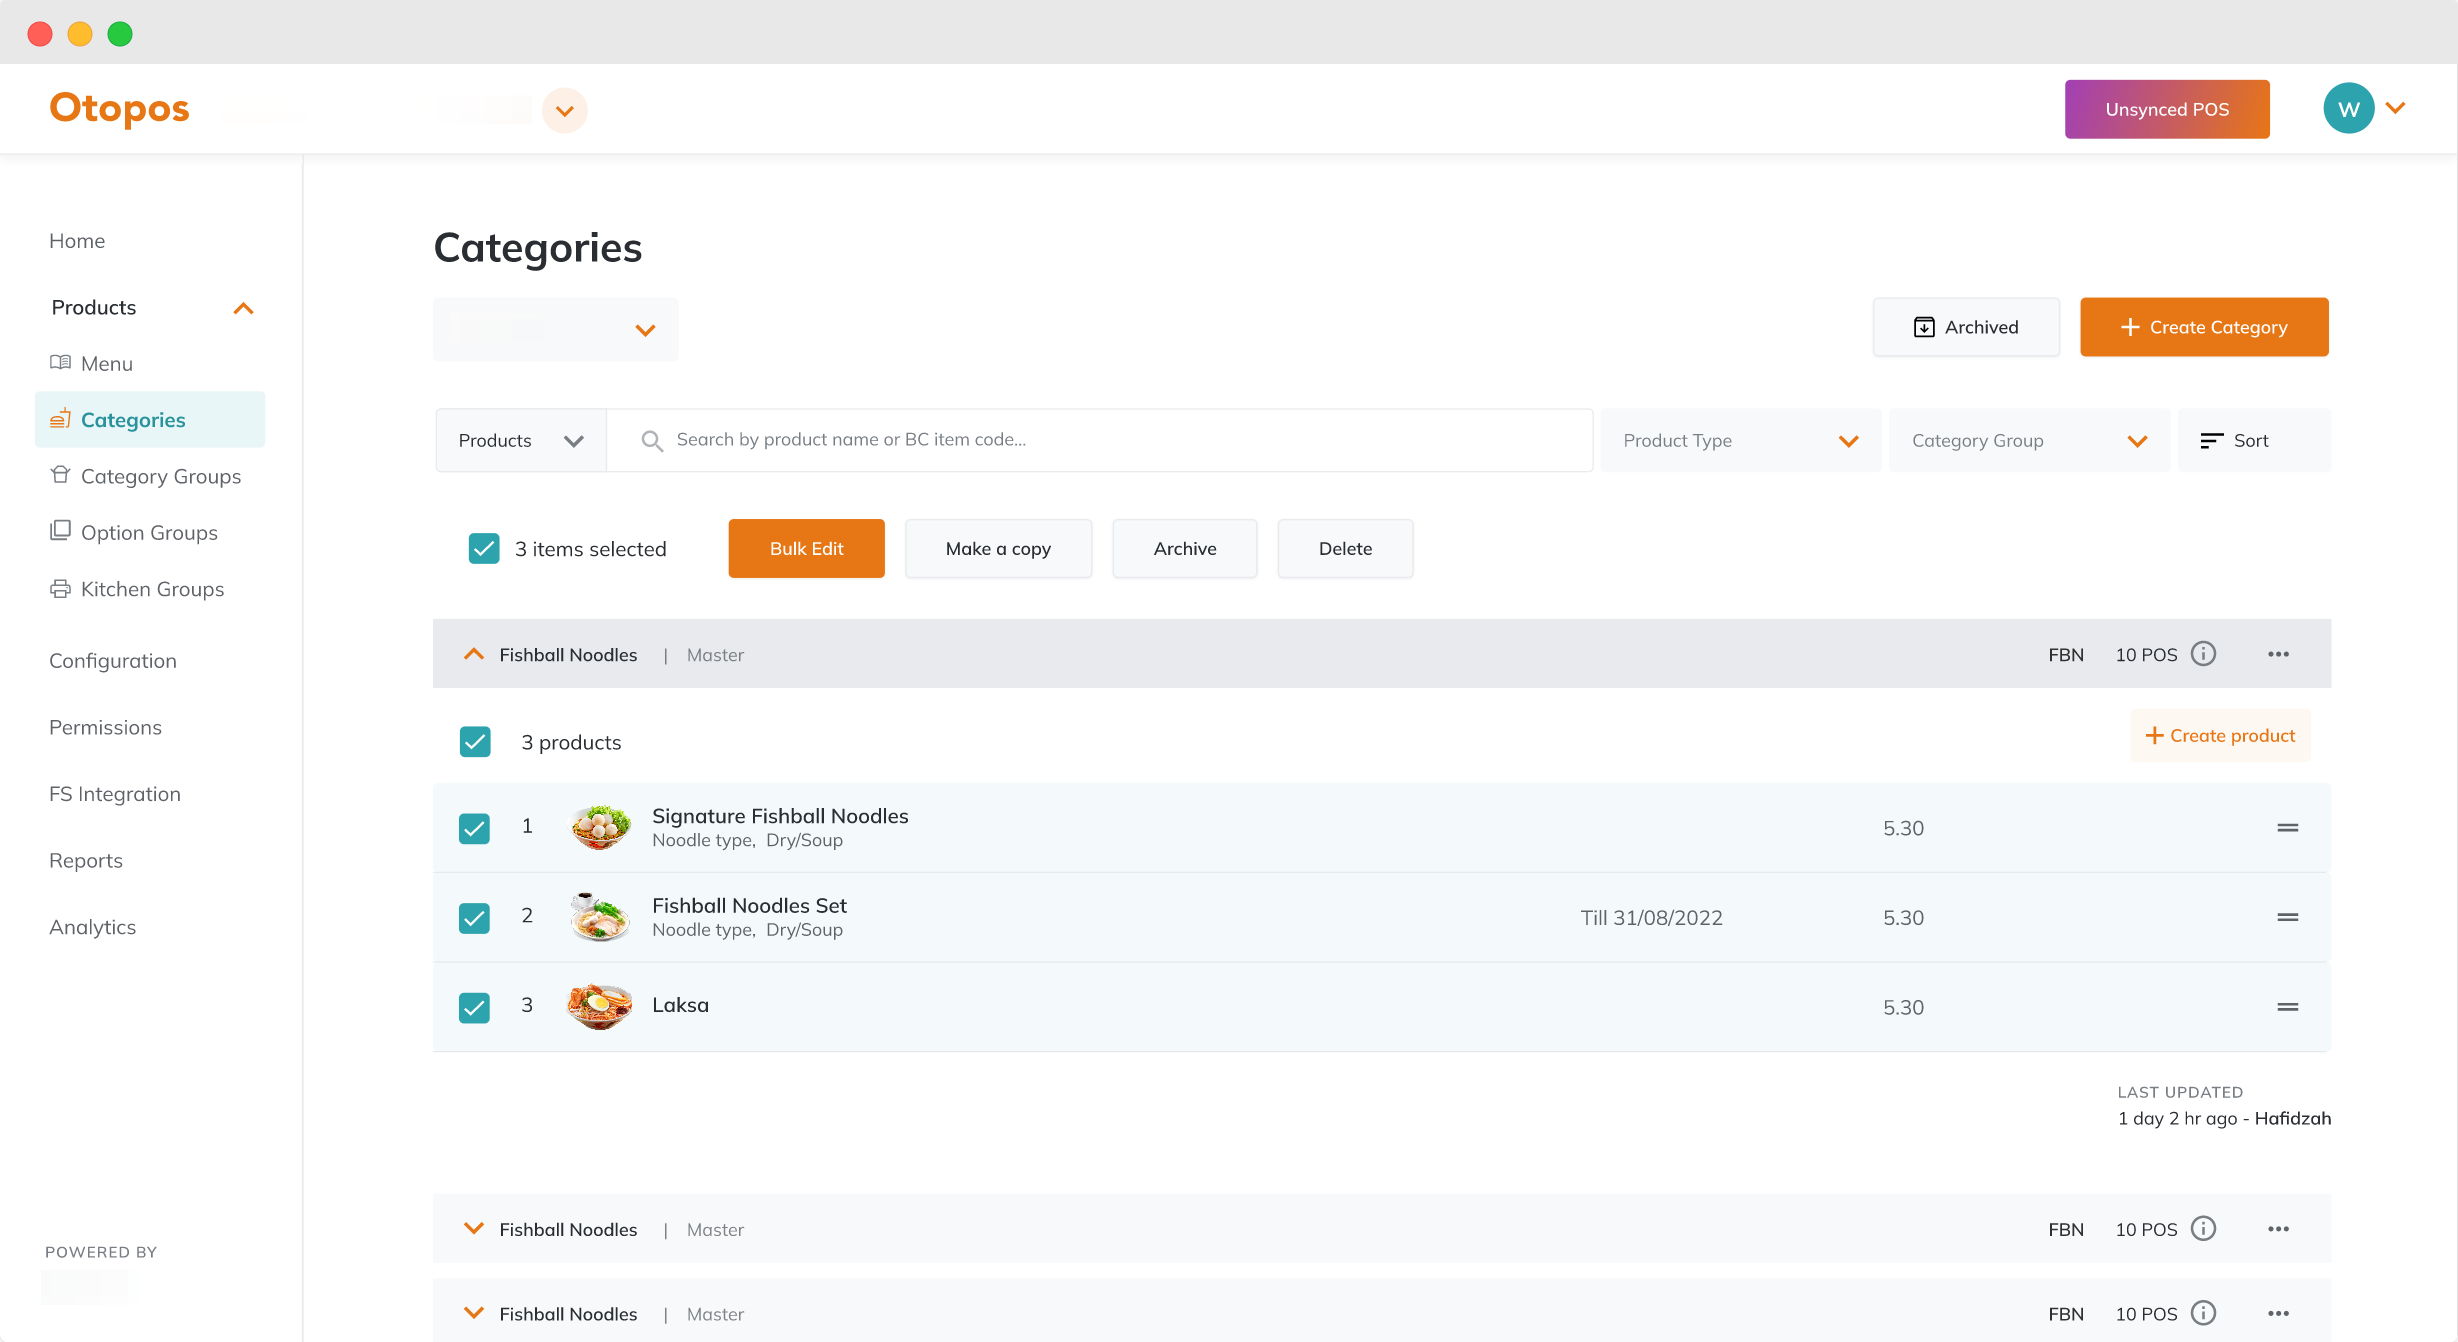 Otopos
Unsynced POS
W
Home
Products
Menu
Categories
Category Groups
Option Groups
Kitchen Groups
Configuration
Permissions
FS Integration
Reports
Analytics
POWERED BY
Categories
Archived
Create Category
Products
Search by product name or BC item code...
Product Type
Category Group
Sort
3 items selected
Bulk Edit
Make a copy
Archive
Delete
Fishball Noodles | Master FBN 10 POS
3 products
Create product
1 Signature Fishball Noodles 5.30
Noodle type, Dry/Soup
2 Fishball Noodles Set Till 31/08/2022 5.30
Noodle type, Dry/Soup
3 Laksa 5.30
LAST UPDATED
1 day 2 hr ago - Hafidzah
Fishball Noodles | Master FBN 10 POS
Fishball Noodles | Master FBN 10 POS